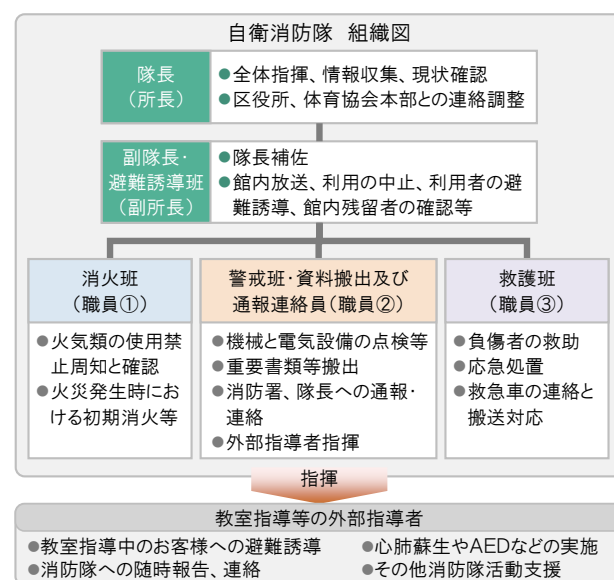 自衛消防隊 組織図
隊長
（所長）
●全体指揮、情報収集、現状確認
●区役所、体育協会本部との連絡調整
副隊長・
避難誘導班
（副所長）
●隊長補佐
●館内放送、利用の中止、利用者の避
難誘導、館内残留者の確認等
消火班
（職員①）
●火気類の使用禁
止周知と確認
●火災発生時にお
ける初期消火等
警戒班・資料搬出及び
通報連絡員（職員②）
●機械と電気設備の点検等
●重要書類等搬出
●消防署、隊長への通報・
連絡
●外部指導者指揮
救護班
（職員③）
●負傷者の救助
●応急処置
●救急車の連絡と
搬送対応
指揮
教室指導等の外部指導者
●教室指導中のお客様への避難誘導
●消防隊への随時報告、連絡
●心肺蘇生やAEDなどの実施
●その他消防隊活動支援